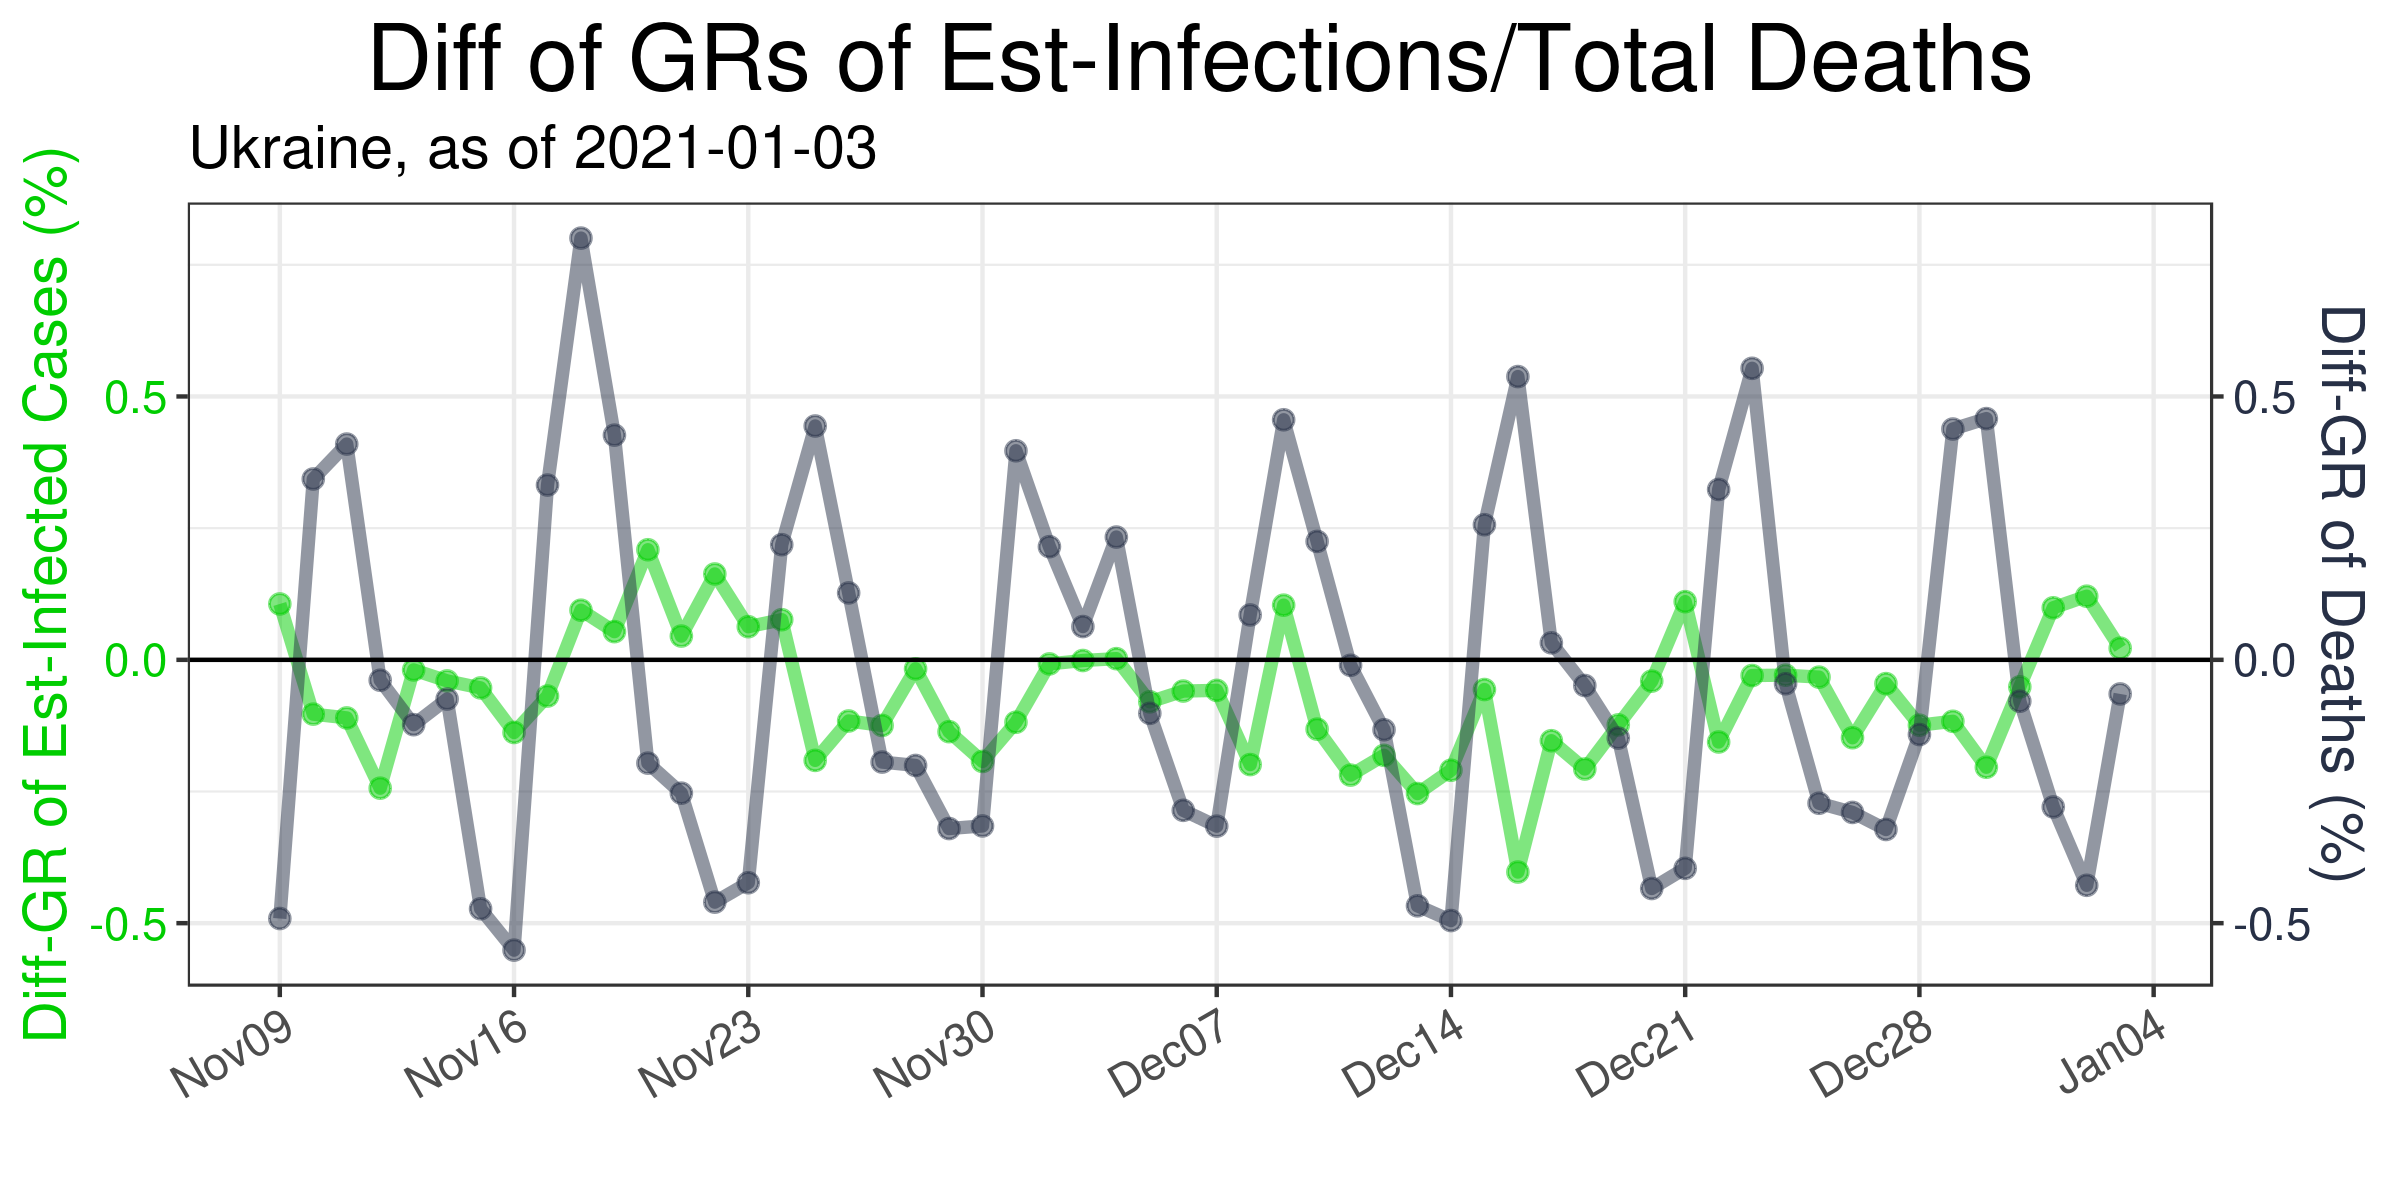 Diff of GRs of Est-Infections/Total Deaths
Ukraine, as of 2021-01-03
Diff-GR of Est-Infected Cases (%)
0.5
0.0
-0.5
0.5
0.0
-0.5
Diff-GR of Deaths (%)
Nov09
Nov16
Nov23
Nov30
Dec07
Dec14
Dec21
Dec28
Jan04